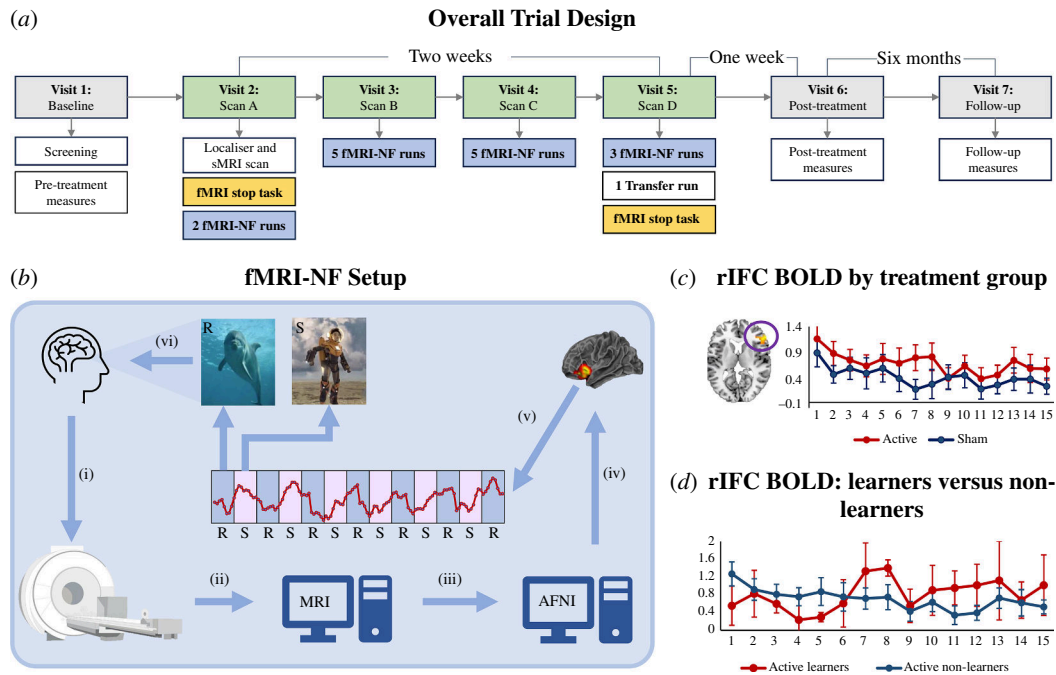 (a)
Overall Trial Design
Two weeks
One week
Six months
Visit 1:
Baseline
Visit 2:
Scan A
Visit 3:
Scan B
Visit 4:
Scan C
Visit 5:
Scan D
Visit 6:
Post-treatment
Visit 7:
Follow-up
Screening
Pre-treatment
measures
Localiser and
sMRI scan
fMRI stop task
2 fMRI-NF runs
5 fMRI-NF runs
5 fMRI-NF runs
3 fMRI-NF runs
1 Transfer run
fMRI stop task
Post-treatment
measures
Follow-up
measures
(b)
fMRI-NF Setup
R
S
(vi)
(v)
(i)
(iv)
R S R S R S R S R S R
(ii)
MRI
(iii)
AFNI
(c)
rIFC BOLD by treatment group
1.4
0.9
0.4
–0.1
1 2 3 4 5 6 7 8 9 10 11 12 13 14 15
Active
Sham
(d)
rIFC BOLD: learners versus non-
learners
2
1.6
1.2
0.8
0.4
0
1 2 3 4 5 6 7 8 9 10 11 12 13 14 15
Active learners
Active non-learners